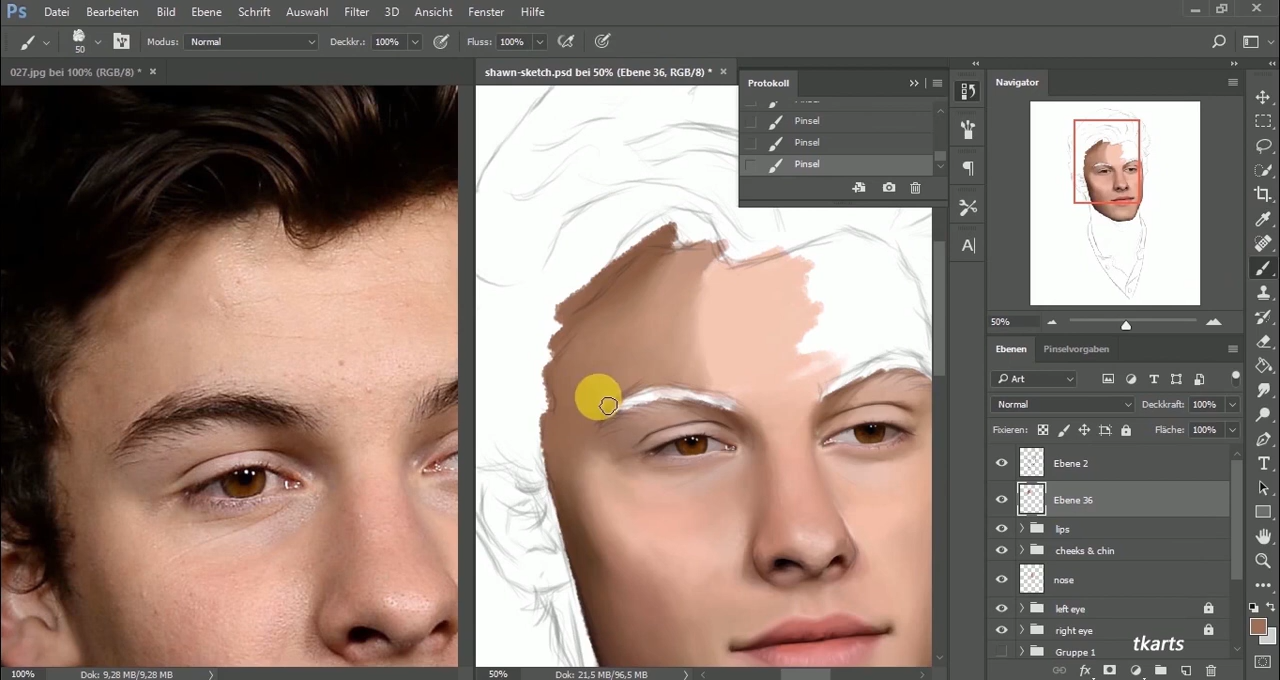 Ps Datei Bearbeiten Bild Ebene Schrift Auswahl Filter 3D Ansicht Fenster Hilfe
50 Modus: Normal Deckkr.: 100% Fluss: 100%
027.jpg bei 100% (RGB/8) * × shawn-sketch.psd bei 50% (Ebene 36, RGB/8) * ×
Protokoll
Pinsel
Pinsel
Pinsel
Pinsel
Navigator
50%
Ebenen Pinselvorgaben
Art
Normal Deckkraft: 100%
Fixieren: Fläche: 100%
Ebene 2
Ebene 36
lips
cheeks & chin
nose
left eye
right eye
Gruppe 1
tkarts
fx
100% Dok: 9,28 MB/9,28 MB 50% Dok: 21,5 MB/96,5 MB